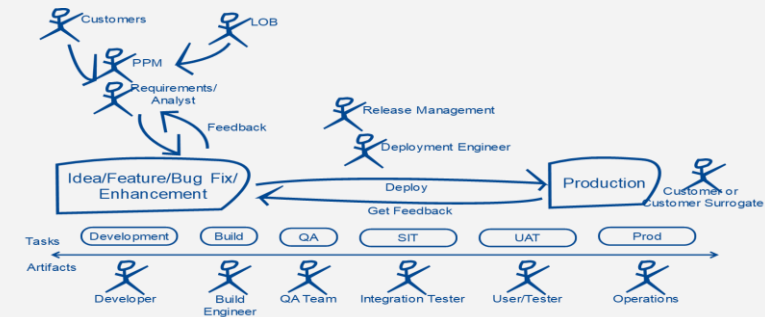 Customers
LOB
PPM
Requirements/
Analyst
Feedback
Release Management
Deployment Engineer
Idea/Feature/Bug Fix/
Enhancement
Deploy
Get Feedback
Production
Customer or
Customer Surrogate
Tasks
Development
Build
QA
SIT
UAT
Prod
Artifacts
Developer
Build
Engineer
QA Team
Integration Tester
User/Tester
Operations